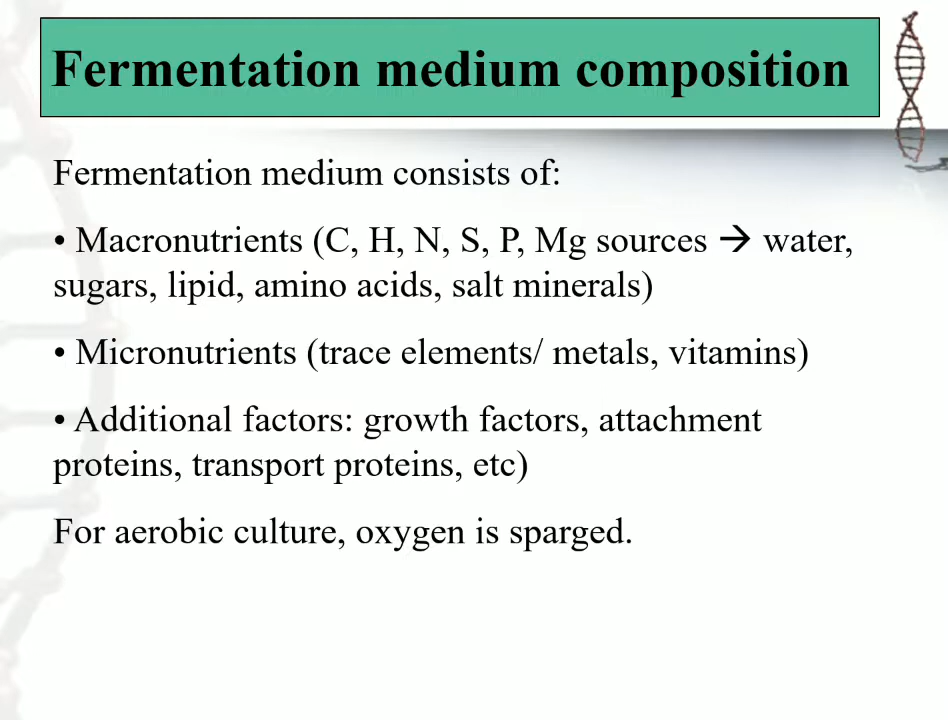 Fermentation medium composition
Fermentation medium consists of:
• Macronutrients (C, H, N, S, P, Mg sources → water,
sugars, lipid, amino acids, salt minerals)
• Micronutrients (trace elements/ metals, vitamins)
• Additional factors: growth factors, attachment
proteins, transport proteins, etc)
For aerobic culture, oxygen is sparged.